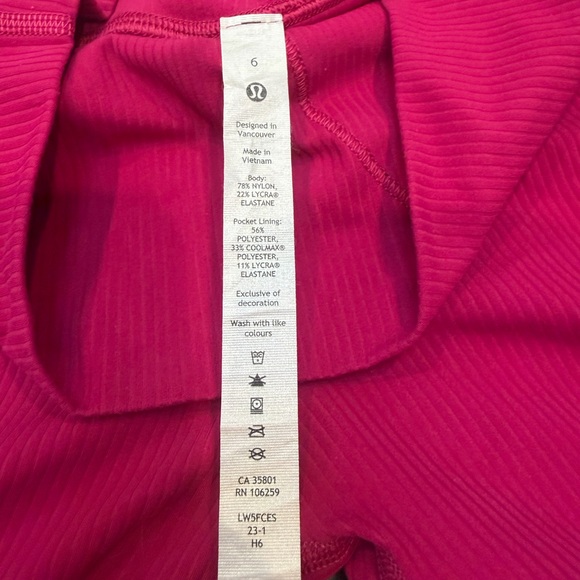 6
Designed in
Vancouver
Made in
Vietnam
Body:
78% NYLON,
22% LYCRA®
ELASTANE
Pocket Lining:
56%
POLYESTER,
33% COOLMAX®
POLYESTER,
11% LYCRA®
ELASTANE
Exclusive of
decoration
Wash with like
colours
CA 35801
RN 106259
LW5FCES
23-1
H6